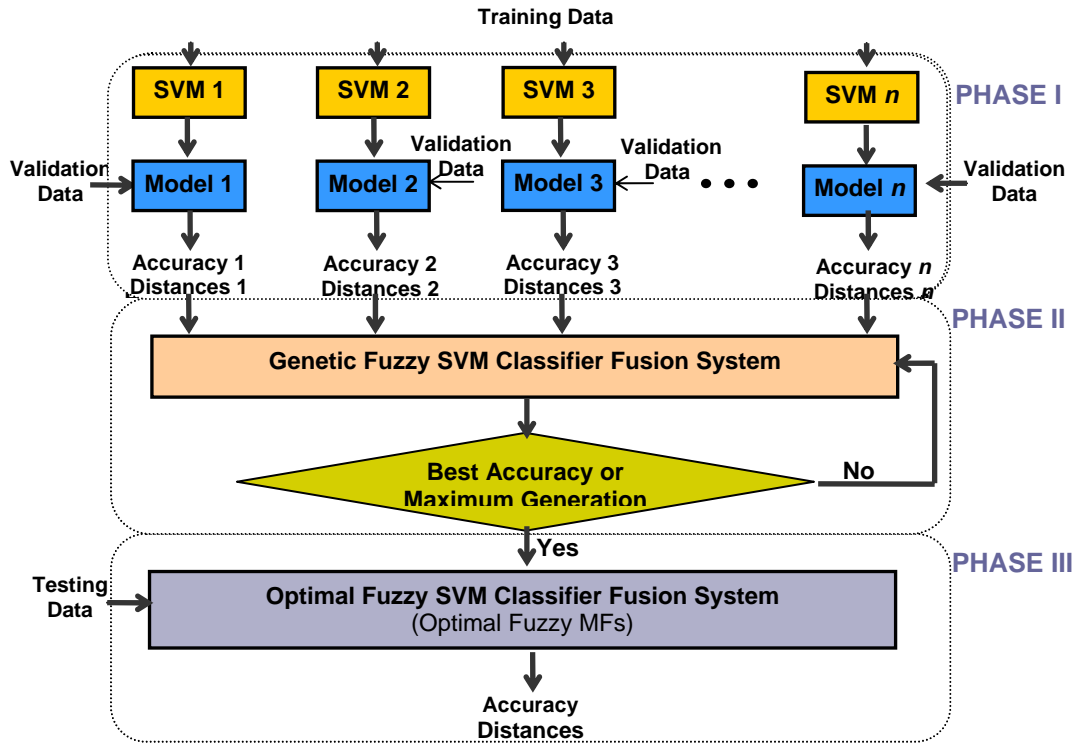 Training Data
SVM 1
SVM 2
SVM 3
SVM n
PHASE I
Validation
Data
Model 1
Model 2
Validation
Data
Model 3
Validation
Data
• • •
Model n
Validation
Data
Accuracy 1
Distances 1
Accuracy 2
Distances 2
Accuracy 3
Distances 3
Accuracy n
Distances n
PHASE II
Genetic Fuzzy SVM Classifier Fusion System
Best Accuracy or
Maximum Generation
No
Yes
PHASE III
Testing
Data
Optimal Fuzzy SVM Classifier Fusion System
(Optimal Fuzzy MFs)
Accuracy
Distances